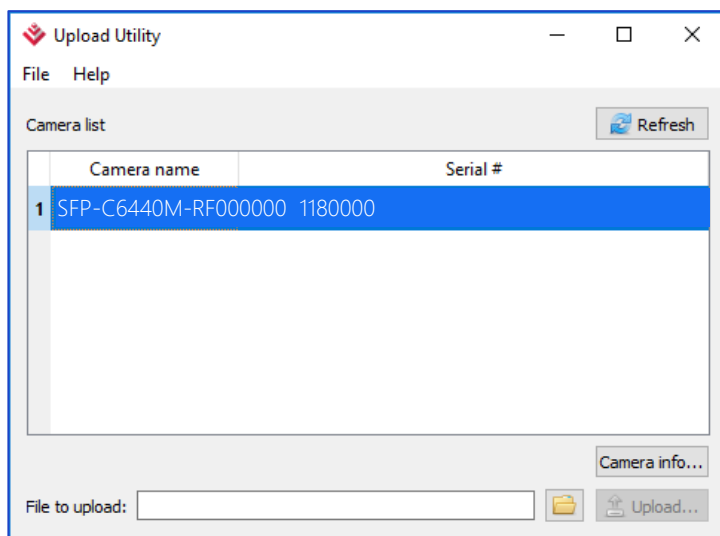 Upload Utility
File Help
Camera list Refresh
Camera name Serial #
1 SFP-C6440M-RF000000 1180000
Camera info...
File to upload: Upload...